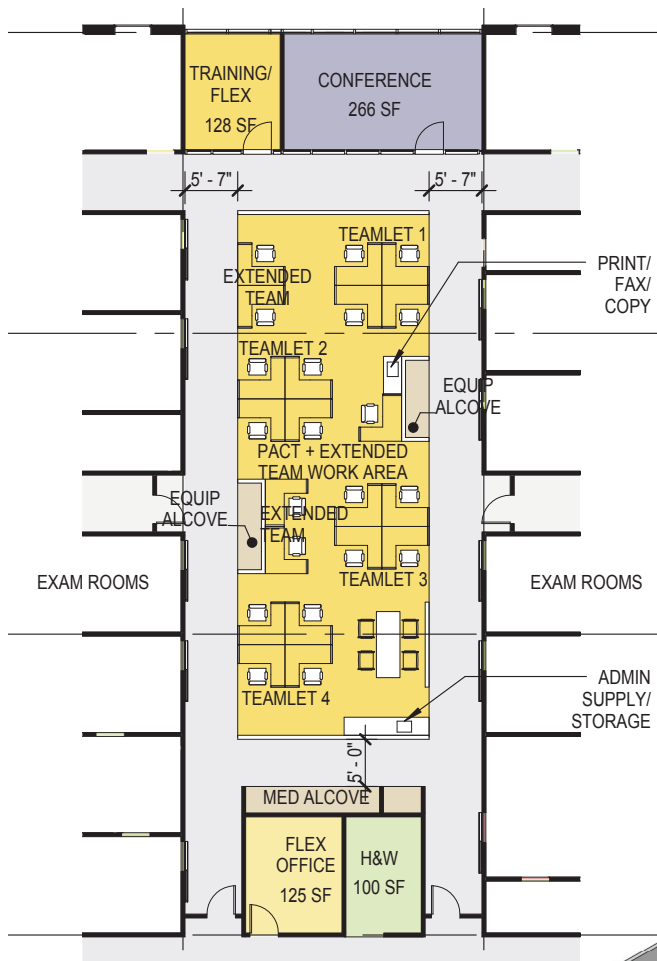 TRAINING/
FLEX
128 SF
CONFERENCE
266 SF
5' - 7"
5' - 7"
TEAMLET 1
EXTENDED
TEAM
PRINT/
FAX/
COPY
TEAMLET 2
EQUIP
ALCOVE
PACT + EXTENDED
TEAM WORK AREA
EQUIP
ALCOVE
EXTENDED
TEAM
TEAMLET 3
EXAM ROOMS
EXAM ROOMS
TEAMLET 4
ADMIN
SUPPLY/
STORAGE
5' - 0"
MED ALCOVE
FLEX
OFFICE
125 SF
H&W
100 SF